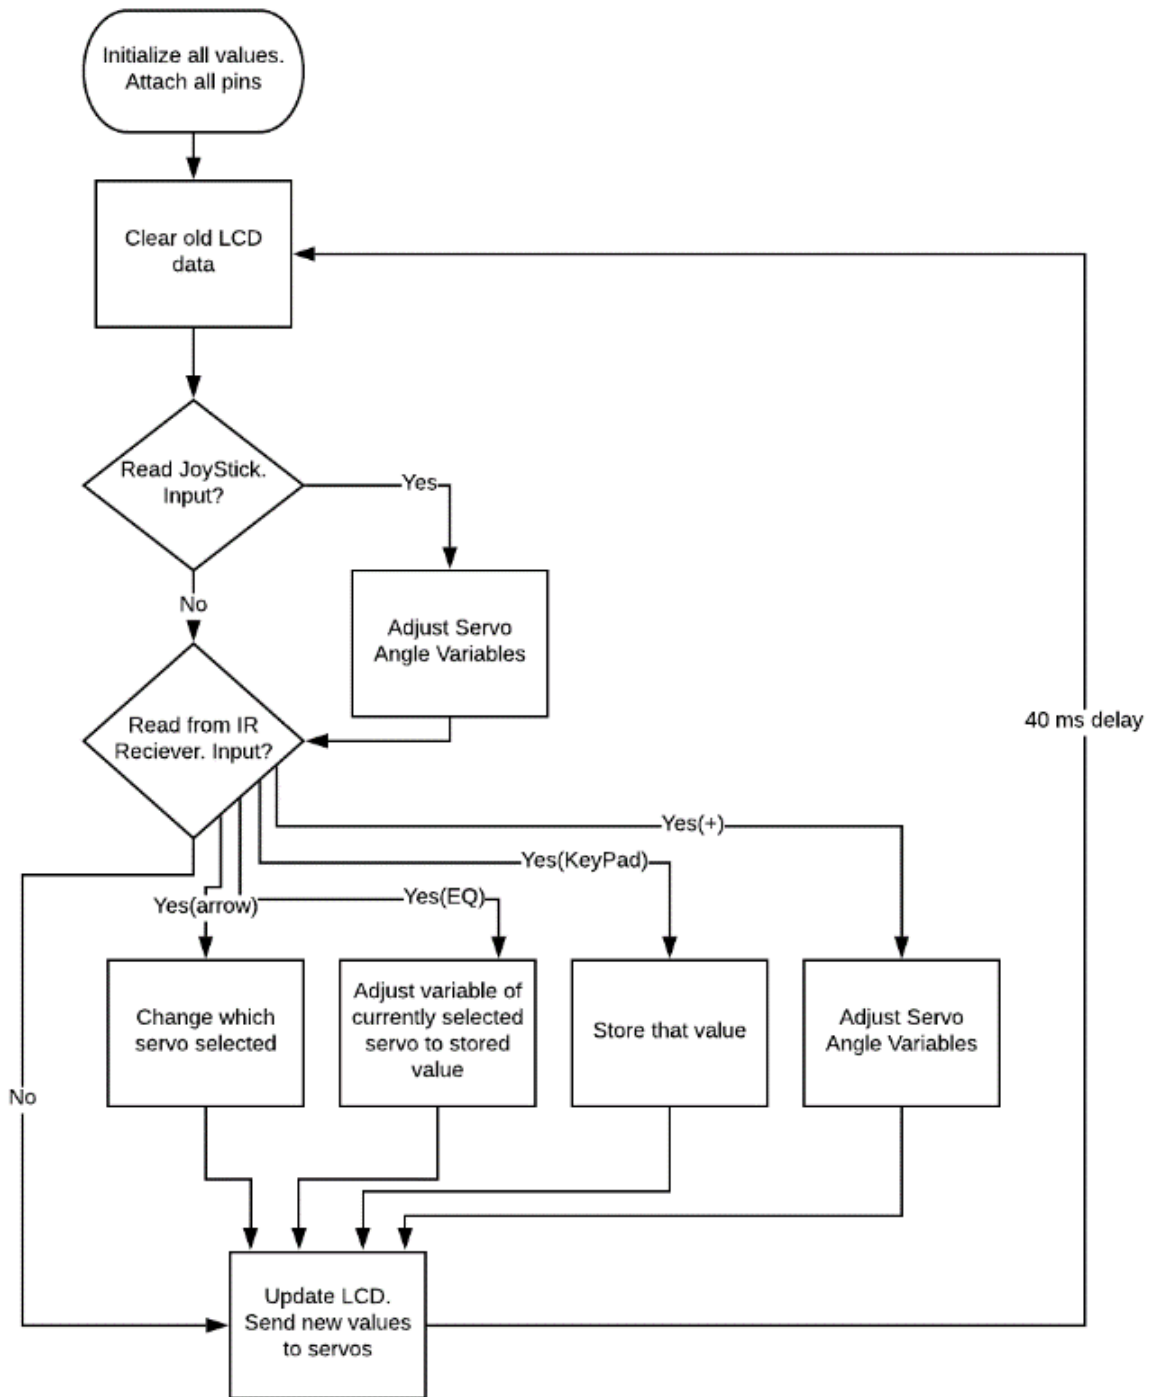 Initialize all values.
Attach all pins
Clear old LCD
data
Read JoyStick.
Input?
Yes
No
Adjust Servo
Angle Variables
Read from IR
Reciever. Input?
40 ms delay
Yes(+)
Yes(KeyPad)
Yes(EQ)
Yes(arrow)
Change which
servo selected
Adjust variable of
currently selected
servo to stored
value
Store that value
Adjust Servo
Angle Variables
No
Update LCD.
Send new values
to servos